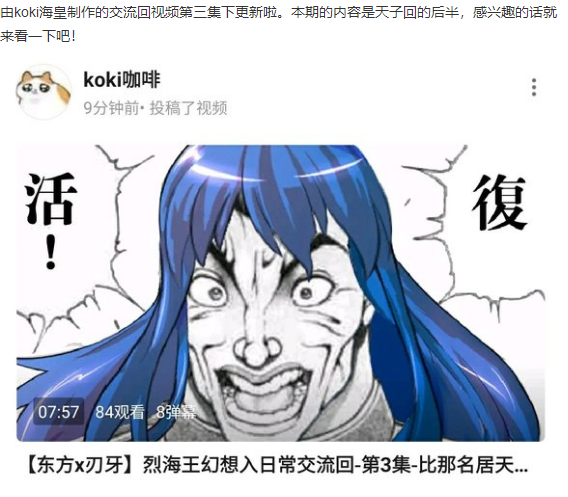 由koki海皇制作的交流回视频第三集下更新啦。本期的内容是天子回的后半，感兴趣的话就
来看一下吧！
koki咖啡
9分钟前· 投稿了视频
復
活！
07:57 84观看 8弹幕
【东方x刃牙】烈海王幻想入日常交流回-第3集-比那名居天...